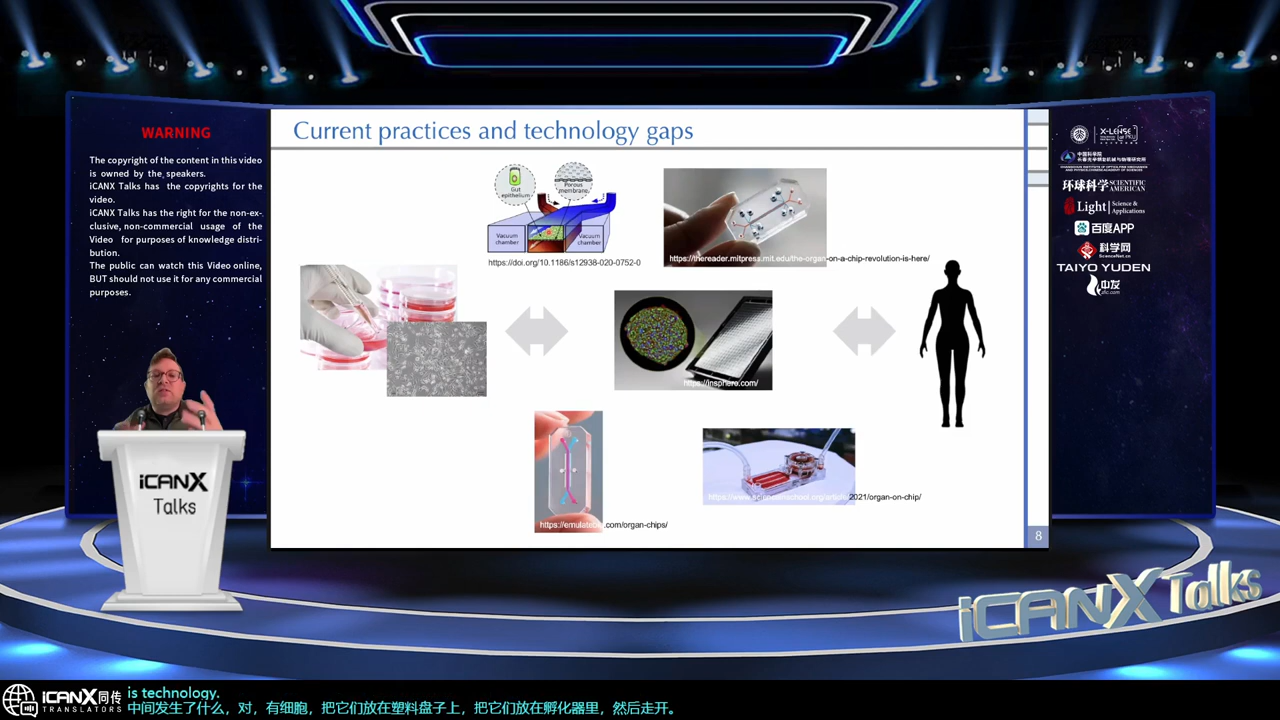 WARNING
The copyright of the content in this video
is owned by the speakers.
iCANX Talks has the copyrights for the
video.
iCANX Talks has the right for the non-ex-
clusive, non-commercial usage of the
Video for purposes of knowledge distri-
bution.
The public can watch this Video online,
BUT should not use it for any commercial
purposes.
Current practices and technology gaps
Gut
epithelium
Porous
membrane
Vacuum
chamber
Vacuum
chamber
https://doi.org/10.1186/s12938-020-0752-0
https://thereader.mitpress.mit.edu/the-organ-on-a-chip-revolution-is-here/
https://insphero.com/
https://emulatebio.com/organ-chips/
2021/organ-on-chip/
8
X-LENSE
环球科学 SCIENTIFIC AMERICAN
Light Science & Applications
百度APP
科学网
ScienceNet.cn
TAIYO YUDEN
中友
iCANX
Talks
iCANX Talks
iCANX同传
TRANSLATORS
is technology.
中间发生了什么，对，有细胞，把它们放在塑料盘子上，把它们放在孵化器里，然后走开。